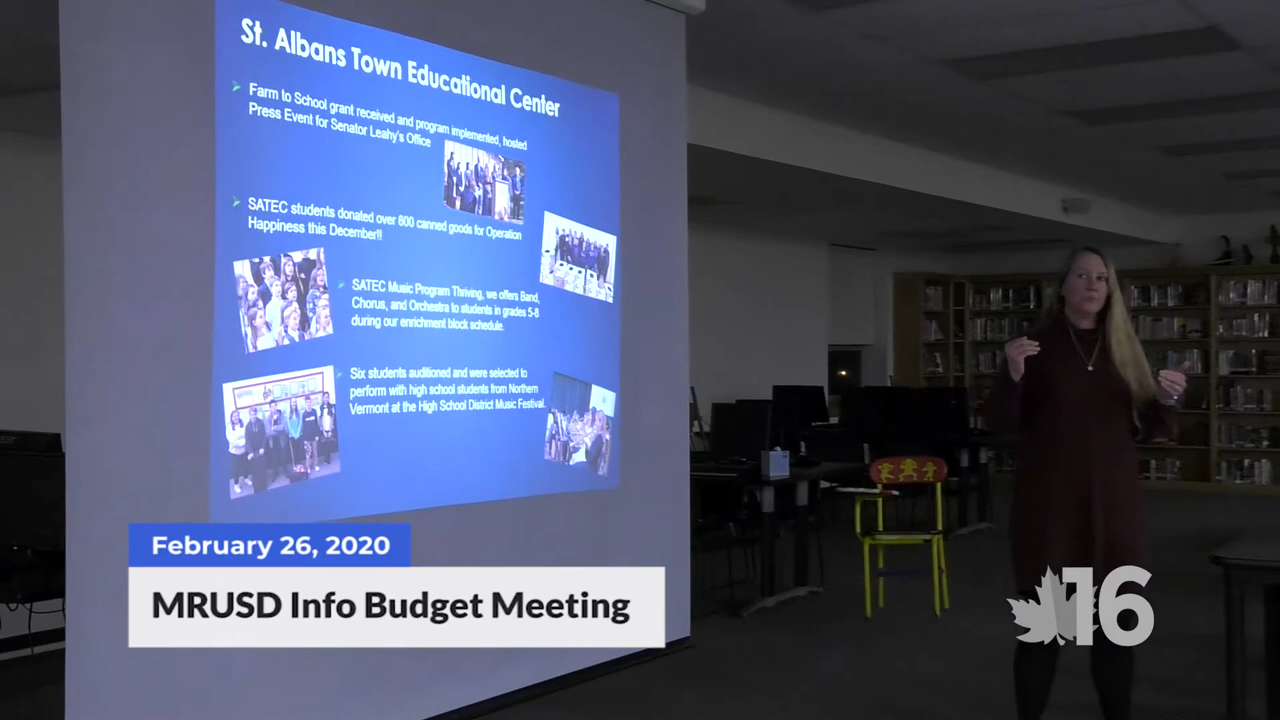 St. Albans Town Educational Center
Farm to School grant received and program implemented, hosted
Press Event for Senator Leahy's Office
SATEC students donated over 600 canned goods for Operation
Happiness this December!!
SATEC Music Program Thriving, we offers Band,
Chorus, and Orchestra to students in grades 5-8
during our enrichment block schedule.
Six students auditioned and were selected to
perform with high school students from Northern
Vermont at the High School District Music Festival.
February 26, 2020
MRUSD Info Budget Meeting
16